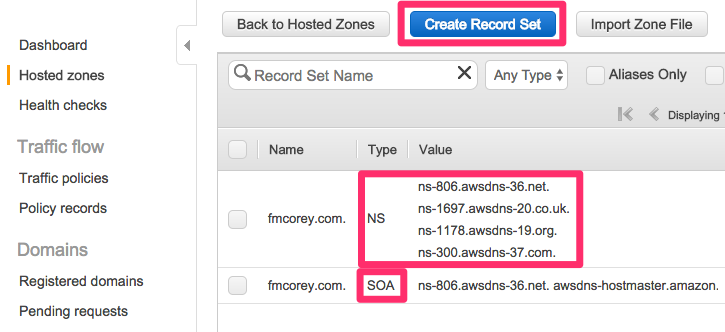 Back to Hosted Zones Create Record Set Import Zone File
Dashboard
Hosted zones
Health checks
Traffic flow
Traffic policies
Policy records
Domains
Registered domains
Pending requests
Record Set Name Any Type Aliases Only
Displaying
Name Type Value
fmcorey.com. NS
ns-806.awsdns-36.net.
ns-1697.awsdns-20.co.uk.
ns-1178.awsdns-19.org.
ns-300.awsdns-37.com.
fmcorey.com. SOA ns-806.awsdns-36.net. awsdns-hostmaster.amazon.